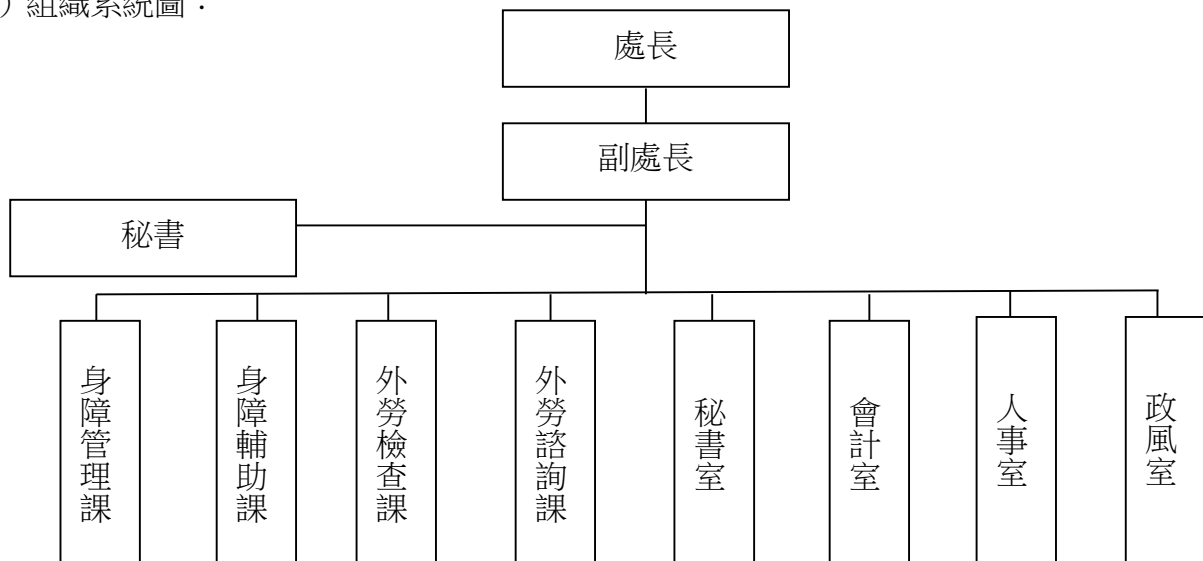 ）組織系統圖：
處長
副處長
秘書
身障管理課
身障輔助課
外勞檢查課
外勞諮詢課
秘書室
會計室
人事室
政風室